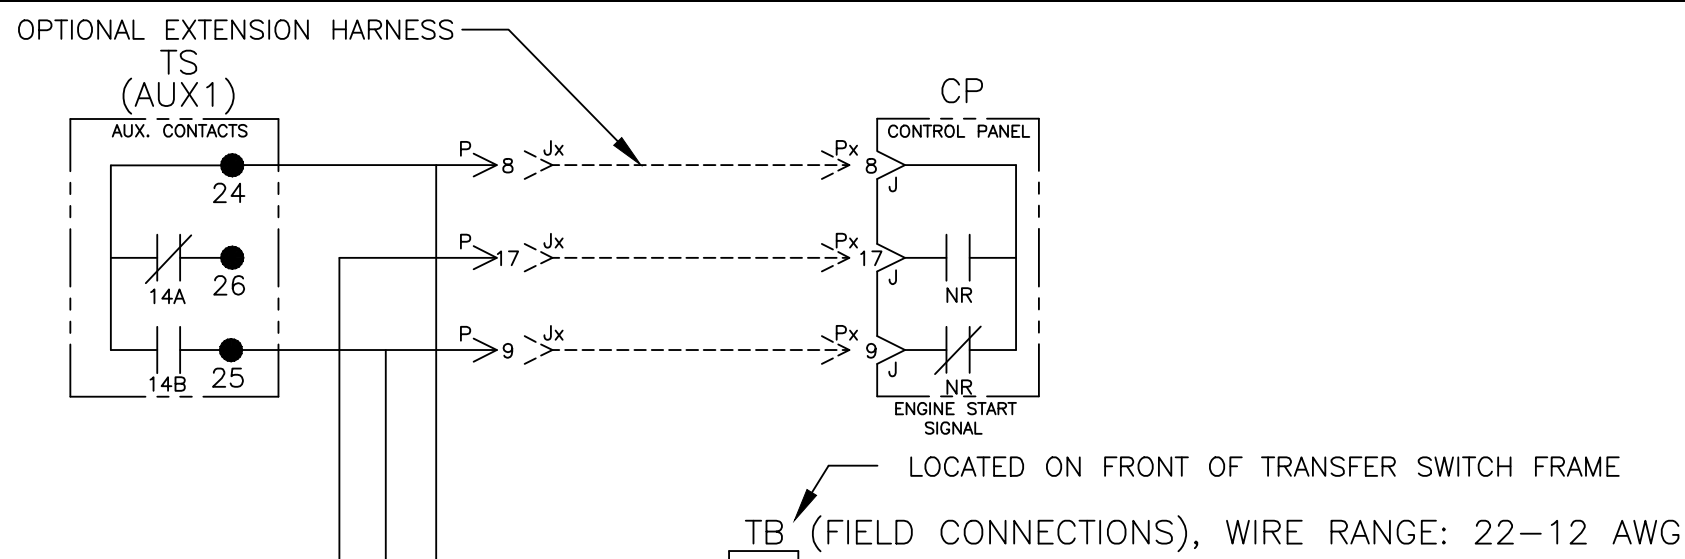 OPTIONAL EXTENSION HARNESS
TS
(AUX1)
AUX. CONTACTS
CP
CONTROL PANEL
24
P
8
Jx
Px
8
J
26
14A
P
17
Jx
Px
17
J
NR
25
14B
P
9
Jx
Px
9
J
NR
ENGINE START
SIGNAL
LOCATED ON FRONT OF TRANSFER SWITCH FRAME
TB (FIELD CONNECTIONS), WIRE RANGE: 22–12 AWG